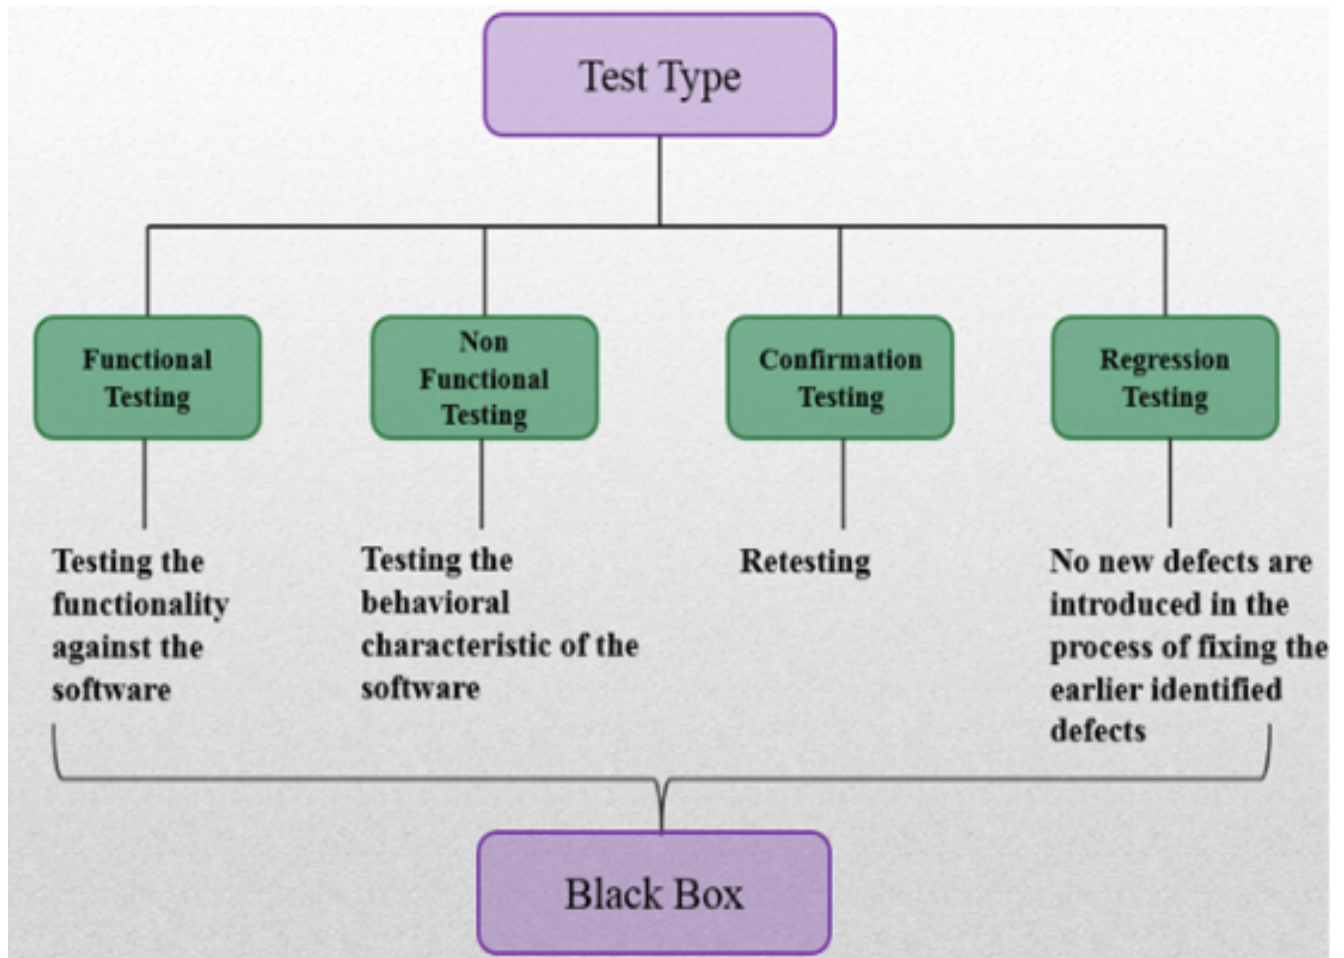 Test Type
Functional
Testing
Non
Functional
Testing
Confirmation
Testing
Regression
Testing
Testing the
functionality
against the
software
Testing the
behavioral
characteristic of the
software
Retesting
No new defects are
introduced in the
process of fixing the
earlier identified
defects
Black Box